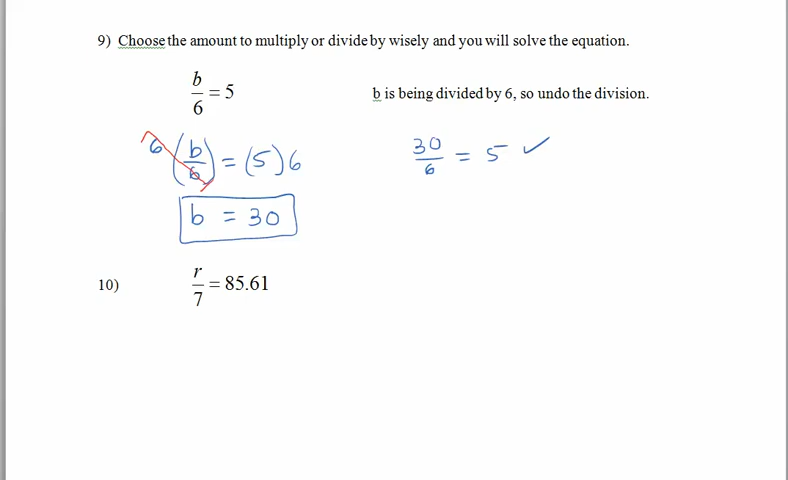 9) Choose the amount to multiply or divide by wisely and you will solve the equation.
b/6 = 5 b is being divided by 6, so undo the division.
6 (b/6) = (5) 6 30/6 = 5 ✓
b = 30
10) r/7 = 85.61